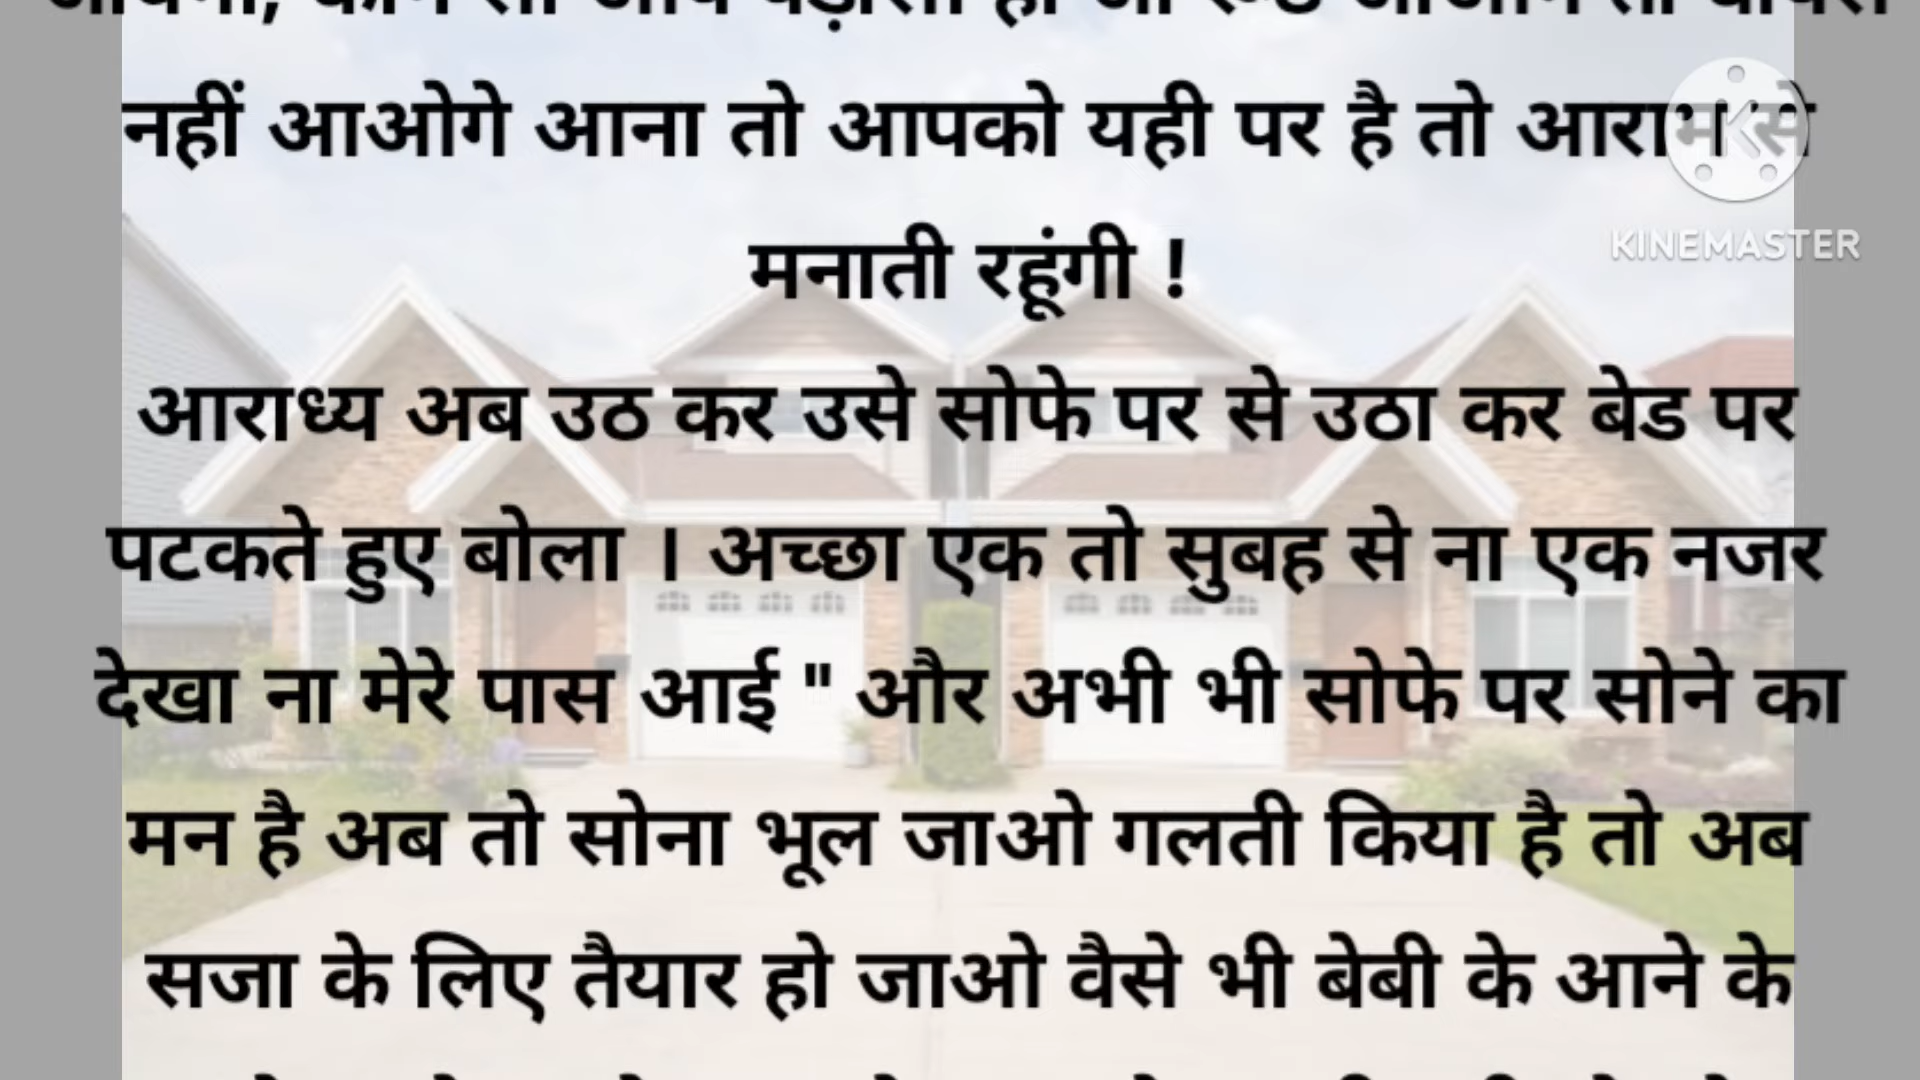 नहीं आओगे आना तो आपको यही पर है तो आराम से
मनाती रहूंगी !
KINEMASTER
आराध्य अब उठ कर उसे सोफे पर से उठा कर बेड पर
पटकते हुए बोला । अच्छा एक तो सुबह से ना एक नजर
देखा ना मेरे पास आई " और अभी भी सोफे पर सोने का
मन है अब तो सोना भूल जाओ गलती किया है तो अब
सजा के लिए तैयार हो जाओ वैसे भी बेबी के आने के